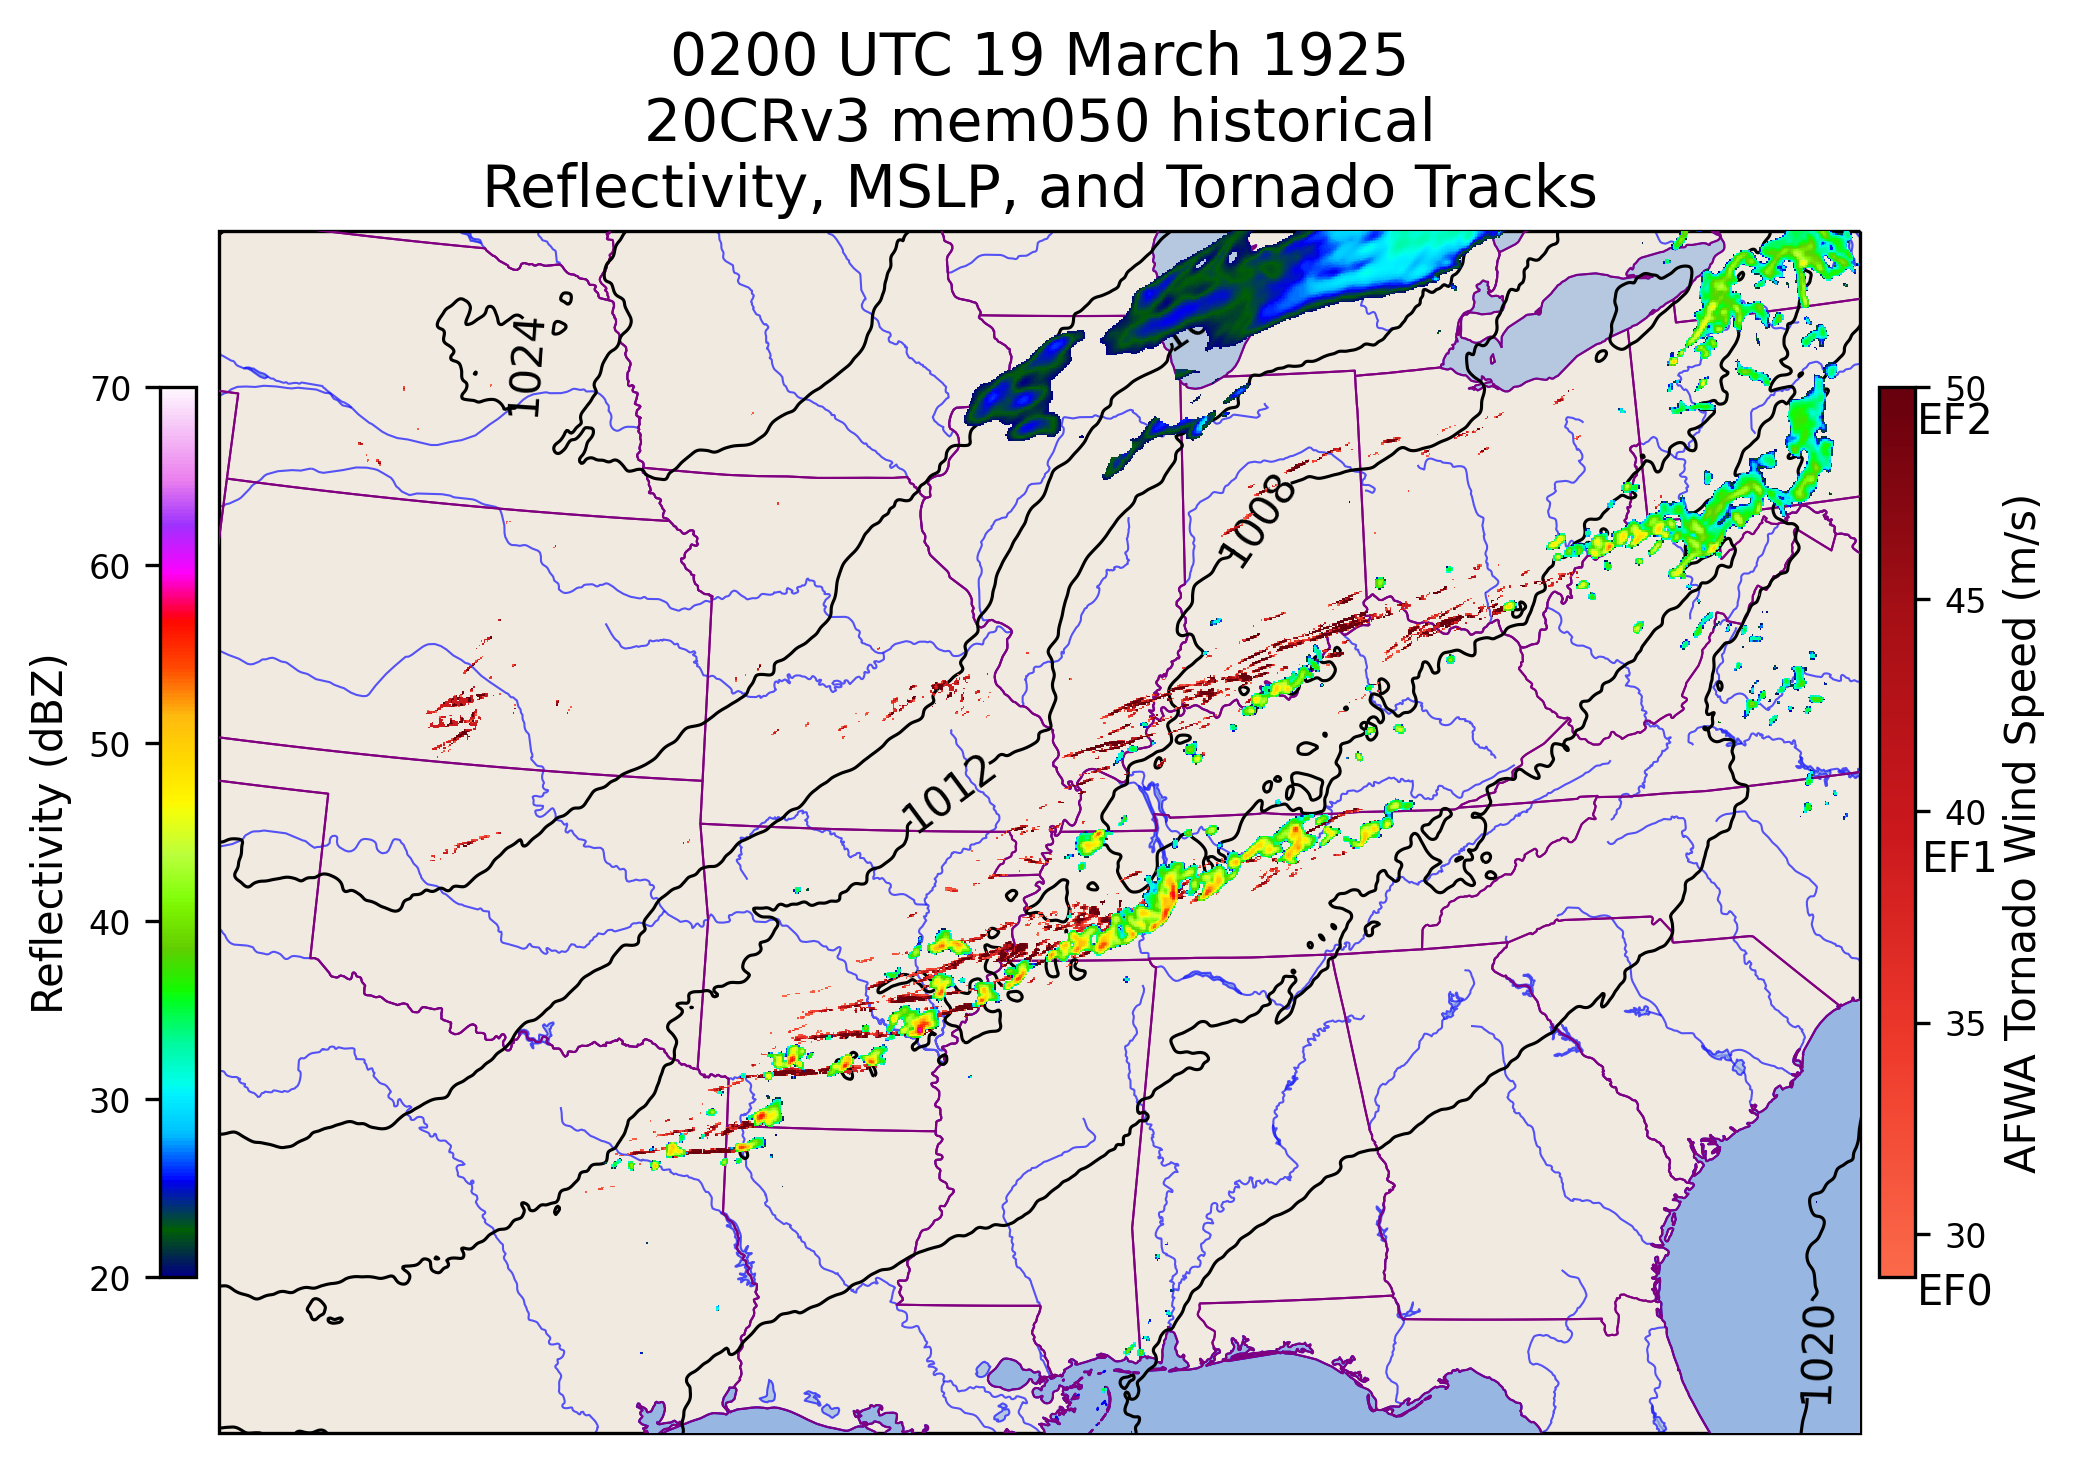 0200 UTC 19 March 1925
20CRv3 mem050 historical
Reflectivity, MSLP, and Tornado Tracks
Reflectivity (dBZ)
70
60
50
40
30
20
1024
1008
1012
1020
50
EF2
45
40
EF1
35
30
EF0
AFWA Tornado Wind Speed (m/s)